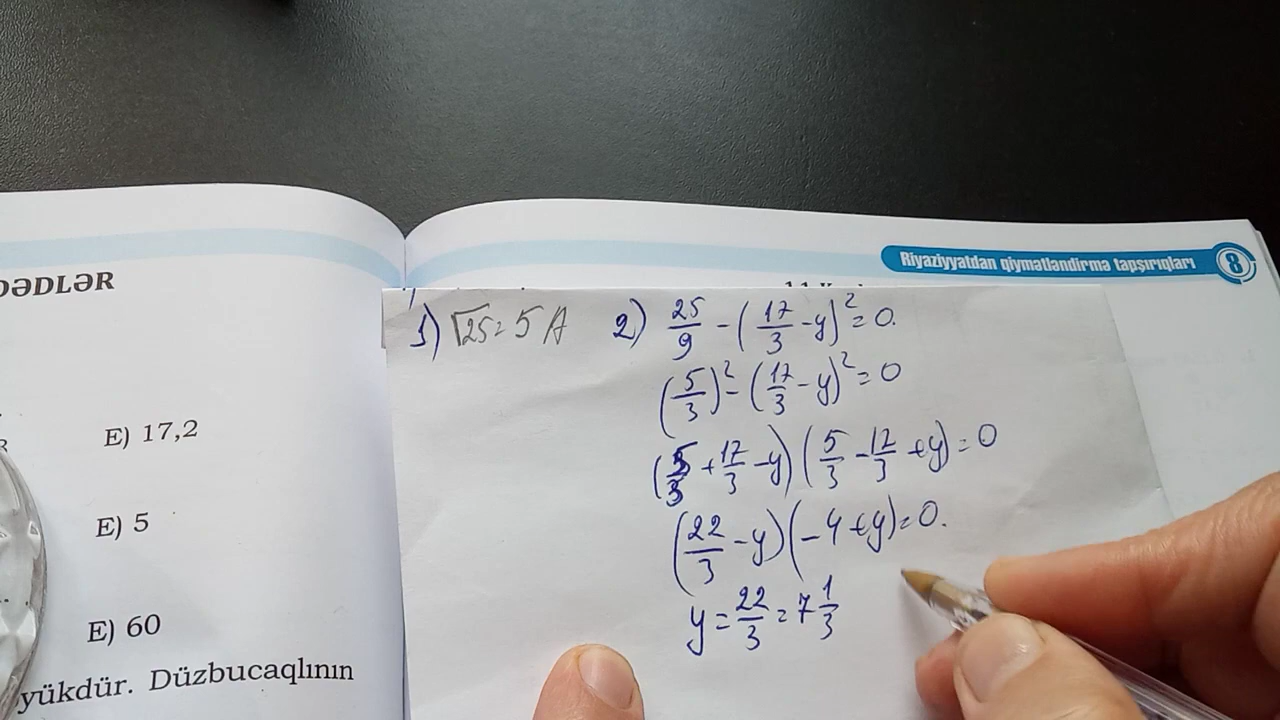 Riyaziyyatdan qiymətləndirmə tapşırıqları 8
DƏDLƏR
E) 17,2
E) 5
E) 60
yükdür. Düzbucaqlının
1) √25 = 5 A
2) 25/9 - (17/3 - y)² = 0.
(5/3)² - (17/3 - y)² = 0
(5/3 + 17/3 - y)(5/3 - 17/3 + y) = 0
(22/3 - y)(-4 + y) = 0.
y = 22/3 = 7 1/3